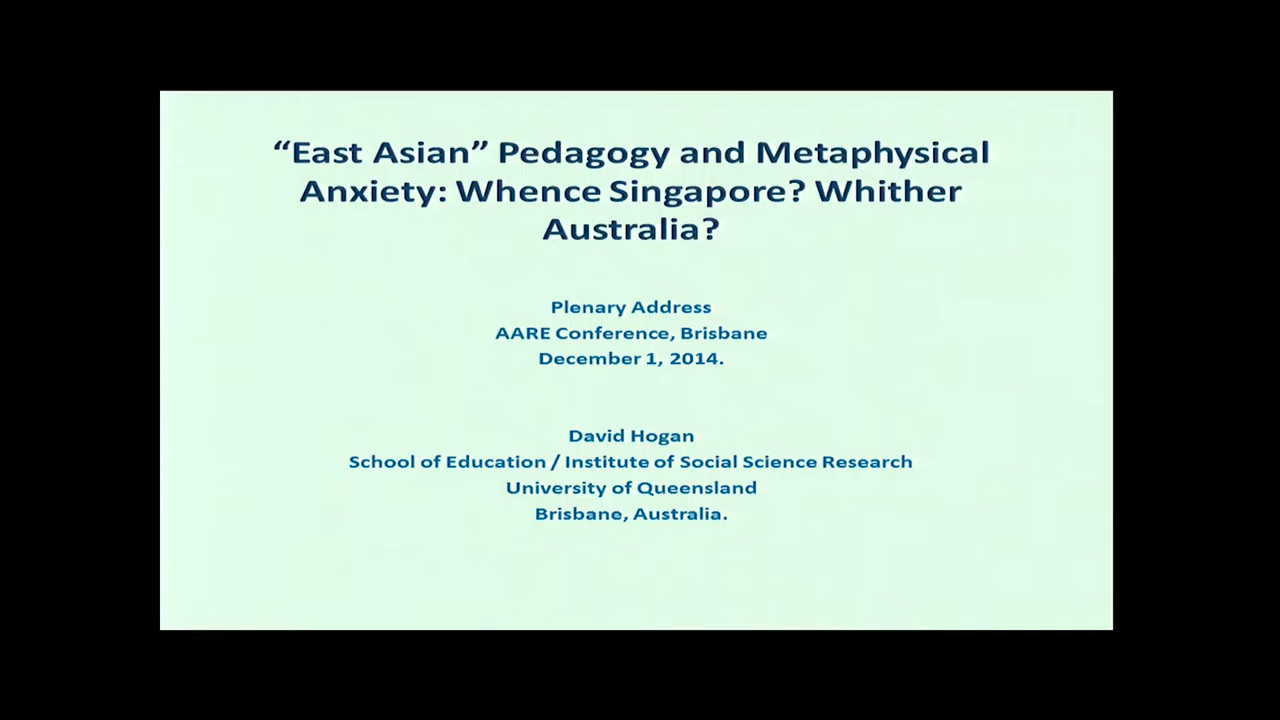 “East Asian” Pedagogy and Metaphysical
Anxiety: Whence Singapore? Whither
Australia?
Plenary Address
AARE Conference, Brisbane
December 1, 2014.
David Hogan
School of Education / Institute of Social Science Research
University of Queensland
Brisbane, Australia.